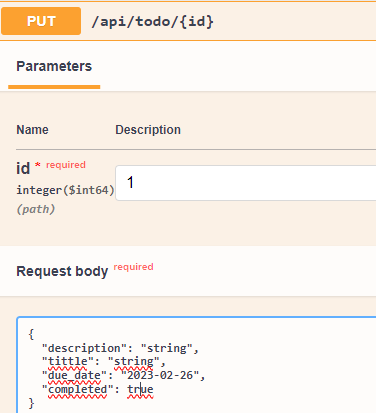 PUT /api/todo/{id}
Parameters
Name Description
id * required
integer($int64)
(path)
1
Request body required
{
"description": "string",
"tittle": "string",
"due_date": "2023-02-26",
"completed": true
}